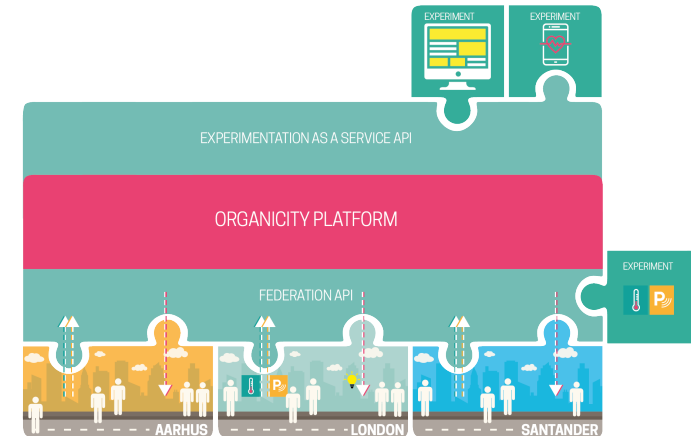 EXPERIMENT
EXPERIMENT
EXPERIMENTATION AS A SERVICE API
ORGANICITY PLATFORM
EXPERIMENT
P
FEDERATION API
P
AARHUS
LONDON
SANTANDER